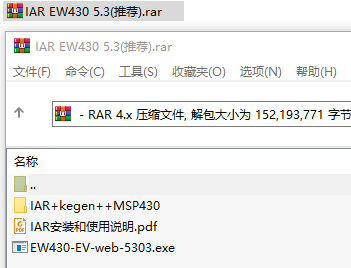 IAR EW430 5.3(推荐).rar
IAR EW430 5.3(推荐).rar
文件(F) 命令(C) 工具(S) 收藏夹(O) 选项(N) 帮助(H)
- RAR 4.x 压缩文件, 解包大小为 152,193,771 字节
名称
..
IAR+kegen++MSP430
IAR安装和使用说明.pdf
EW430-EV-web-5303.exe